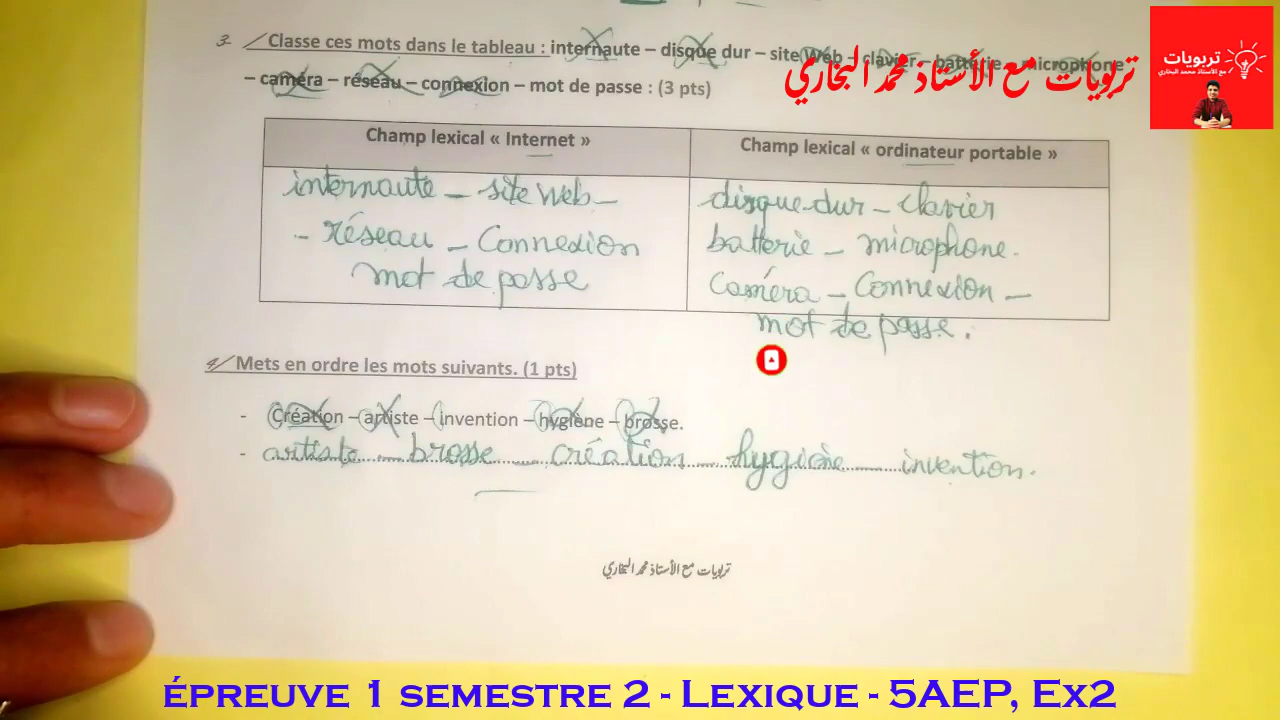 3- / Classe ces mots dans le tableau : internaute – disque dur – site Web – clavier – batterie – microphone
– caméra – réseau – connexion – mot de passe : (3 pts)
تربويات مع الأستاذ محمد البخاري
تربويات
مع الأستاذ محمد البخاري
Champ lexical « Internet »
Champ lexical « ordinateur portable »
internaute – site web –
- réseau – Connexion
mot de passe
disque dur – clavier
batterie – microphone.
Caméra – Connexion –
mot de passe.
4/ Mets en ordre les mots suivants. (1 pts)
- Création – artiste – invention – hygiène – brosse.
- artiste ... brosse ... création ... hygiène ... invention.
تربويات مع الأستاذ محمد البخاري
épreuve 1 semestre 2 - Lexique - 5AEP, Ex2